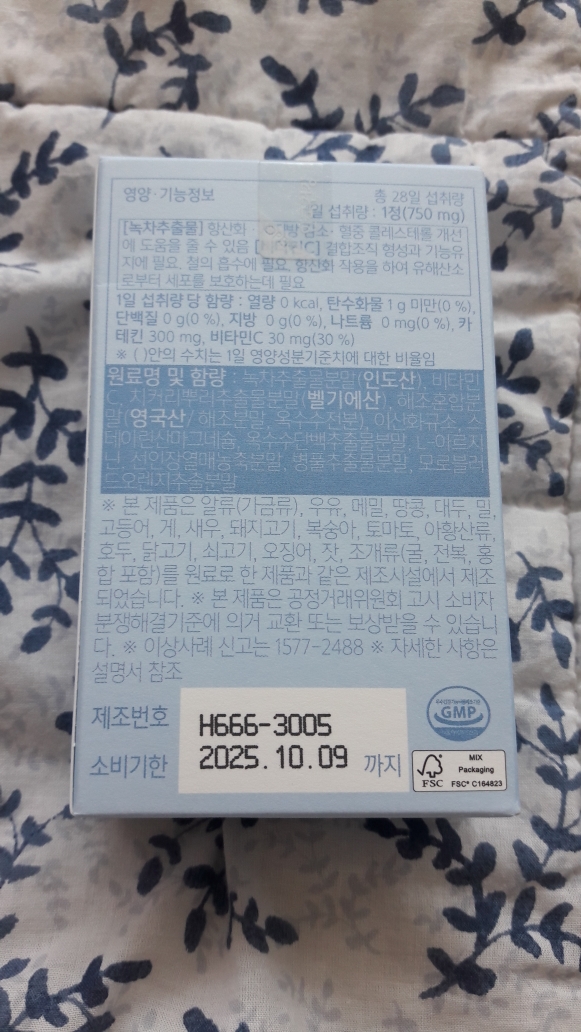 영양·기능정보
총 28일 섭취량
1일 섭취량 : 1정(750 mg)
[녹차추출물] 항산화 · 체지방 감소· 혈중 콜레스테롤 개선
에 도움을 줄 수 있음 [비타민C] 결합조직 형성과 기능유
지에 필요, 철의 흡수에 필요, 항산화 작용을 하여 유해산소
로부터 세포를 보호하는데 필요
1일 섭취량당 함량 : 열량 0 kcal, 탄수화물 1 g 미만(0 %),
단백질 0 g(0 %), 지방 0 g(0 %), 나트륨 0 mg(0 %), 카
테킨 300 mg, 비타민C 30 mg(30 %)
※ ( )안의 수치는 1일 영양성분기준치에 대한 비율임
원료명 및 함량 : 녹차추출물분말(인도산), 비타민
C, 치커리뿌리추출물분말(벨기에산), 해조혼합분
말(영국산/ 해조분말, 옥수수전분), 이산화규소, 스
테아린산마그네슘, 옥수수단백추출물분말, L-아르지
닌, 선인장열매농축분말, 병풀추출물분말, 모로블러
드오렌지추출분말
※ 본 제품은 알류(가금류), 우유, 메밀, 땅콩, 대두, 밀,
고등어, 게, 새우, 돼지고기, 복숭아, 토마토, 아황산류,
호두, 닭고기, 쇠고기, 오징어, 잣, 조개류(굴, 전복, 홍
합 포함)를 원료로 한 제품과 같은 제조시설에서 제조
되었습니다. ※ 본 제품은 공정거래위원회 고시 소비자
분쟁해결기준에 의거 교환 또는 보상받을 수 있습니
다. ※ 이상사례 신고는 1577-2488 ※ 자세한 사항은
설명서 참조
제조번호 H666-3005
소비기한 2025.10.09 까지
GMP
FSC
MIX
Packaging
FSC® C164823